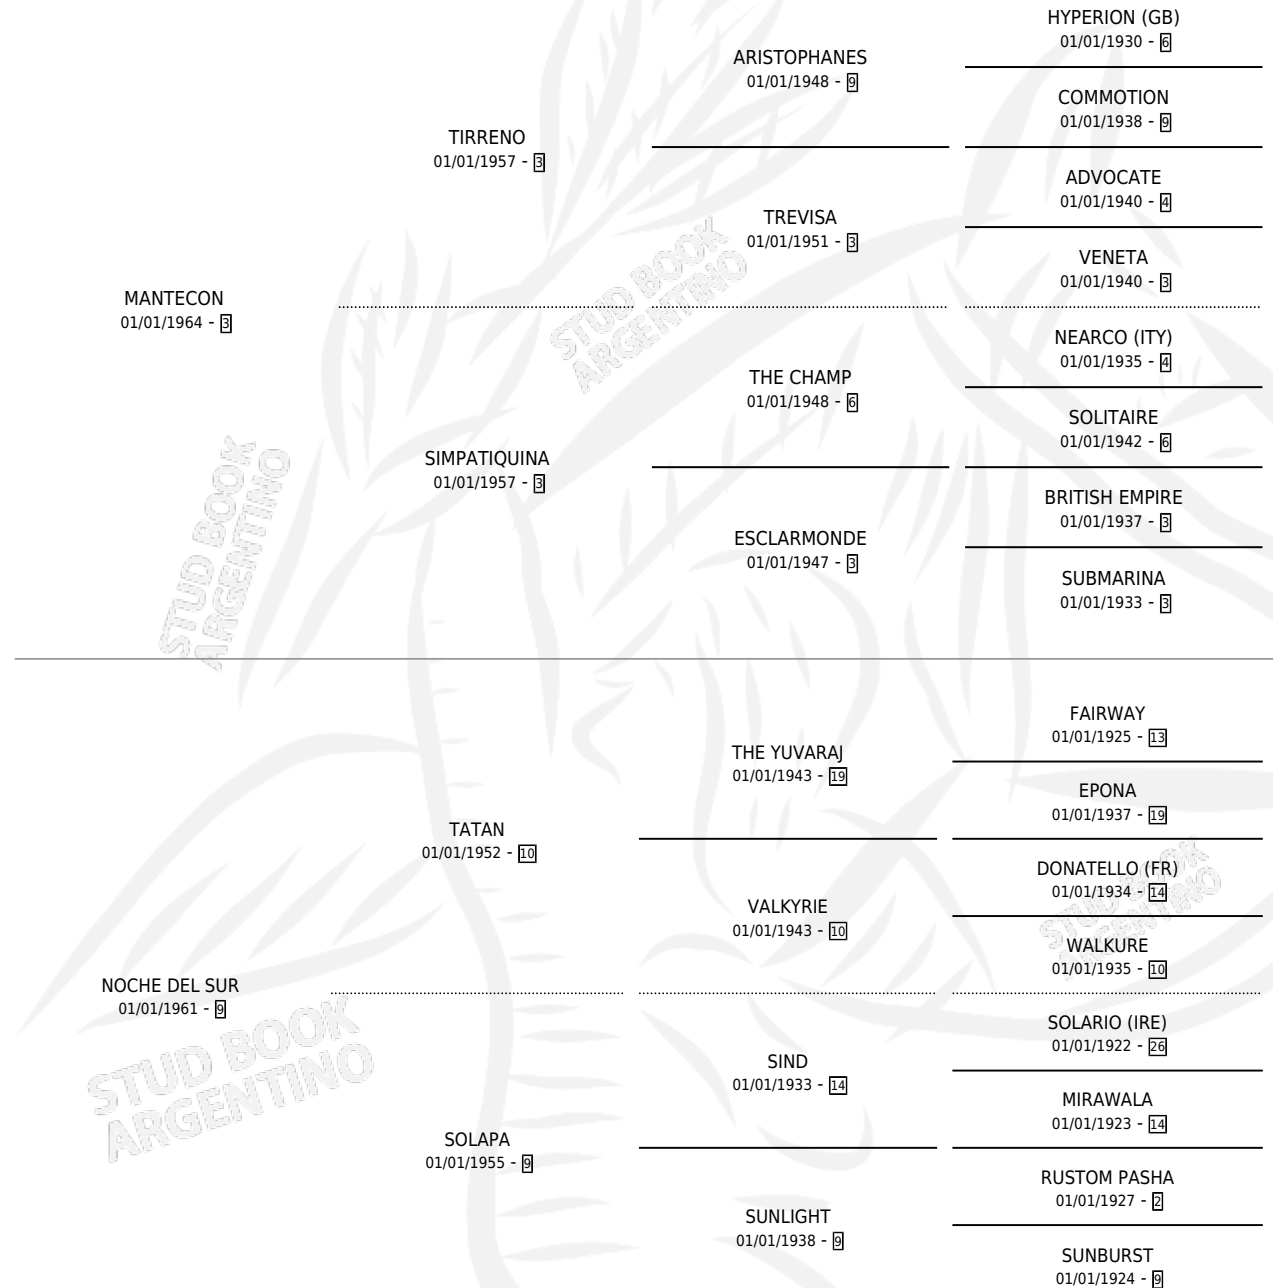 HYPERION (GB)
01/01/1930 - 6
ARISTOPHANES
01/01/1948 - 9
COMMOTION
01/01/1938 - 9
TIRRENO
01/01/1957 - 3
ADVOCATE
01/01/1940 - 4
TREVISA
01/01/1951 - 3
VENETA
01/01/1940 - 3
MANTECON
01/01/1964 - 3
NEARCO (ITY)
01/01/1935 - 4
THE CHAMP
01/01/1948 - 6
SOLITAIRE
01/01/1942 - 6
SIMPATIQUINA
01/01/1957 - 3
BRITISH EMPIRE
01/01/1937 - 3
ESCLARMONDE
01/01/1947 - 3
SUBMARINA
01/01/1933 - 3
FAIRWAY
01/01/1925 - 13
THE YUVARAJ
01/01/1943 - 19
EPONA
01/01/1937 - 19
TATAN
01/01/1952 - 10
DONATELLO (FR)
01/01/1934 - 14
VALKYRIE
01/01/1943 - 10
WALKURE
01/01/1935 - 10
NOCHE DEL SUR
01/01/1961 - 9
SOLARIO (IRE)
01/01/1922 - 26
SIND
01/01/1933 - 14
MIRAWALA
01/01/1923 - 14
SOLAPA
01/01/1955 - 9
RUSTOM PASHA
01/01/1927 - 2
SUNLIGHT
01/01/1938 - 9
SUNBURST
01/01/1924 - 9
STUD BOOK
ARGENTINO
STUD BOOK
ARGENTINO
STUD BOOK
ARGENTINO
STUD BOOK
ARGENTINO